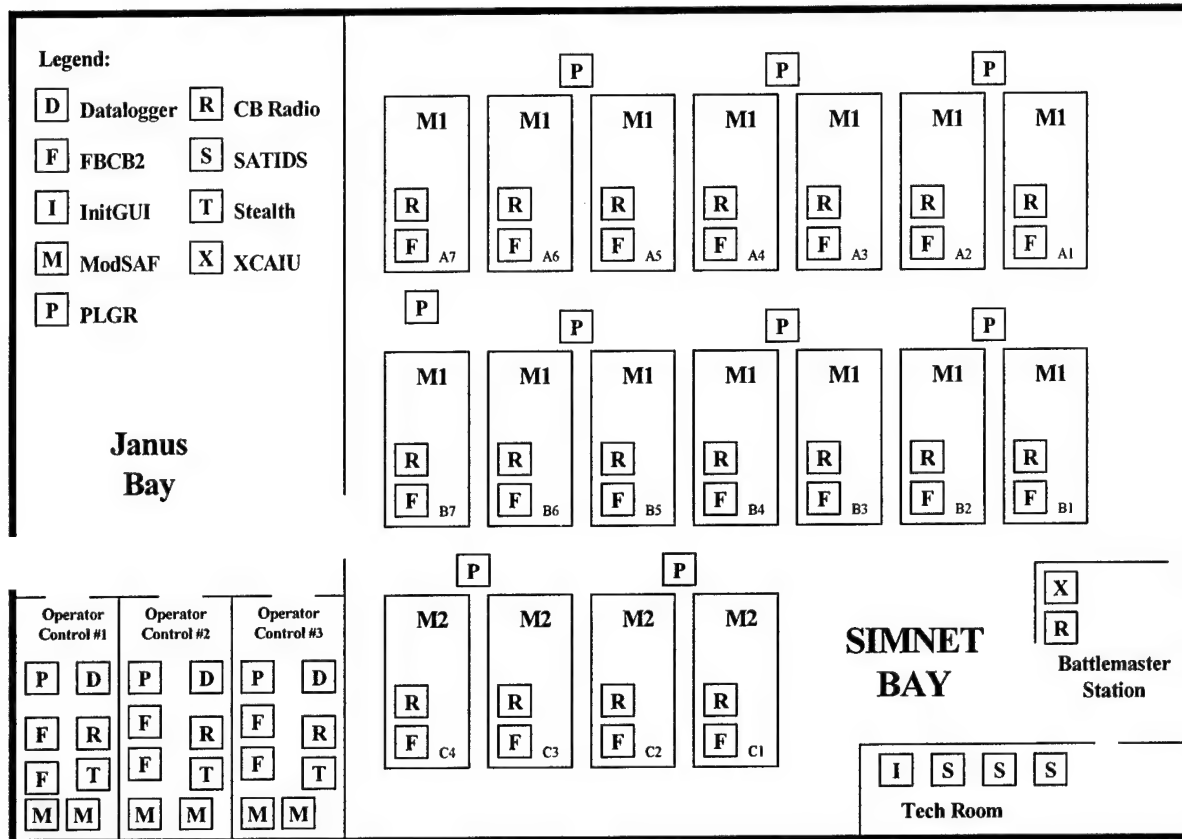 Legend:
D Datalogger R CB Radio
F FBCB2 S SATIDS
I InitGUI T Stealth
M ModSAF X XCAIU
P PLGR
Janus
Bay
P P P
M1 M1 M1 M1 M1 M1 M1
R R R R R R R
F A7 F A6 F A5 F A4 F A3 F A2 F A1
P P P P
M1 M1 M1 M1 M1 M1 M1
R R R R R R R
F B7 F B6 F B5 F B4 F B3 F B2 F B1
P P
M2 M2 M2 M2
R R R R
F C4 F C3 F C2 F C1
SIMNET
BAY
X
R
Battlemaster
Station
I S S S
Tech Room
Operator
Control #1
P D
F R
F T
M M
Operator
Control #2
P D
F R
F T
M M
Operator
Control #3
P D
F R
F T
M M